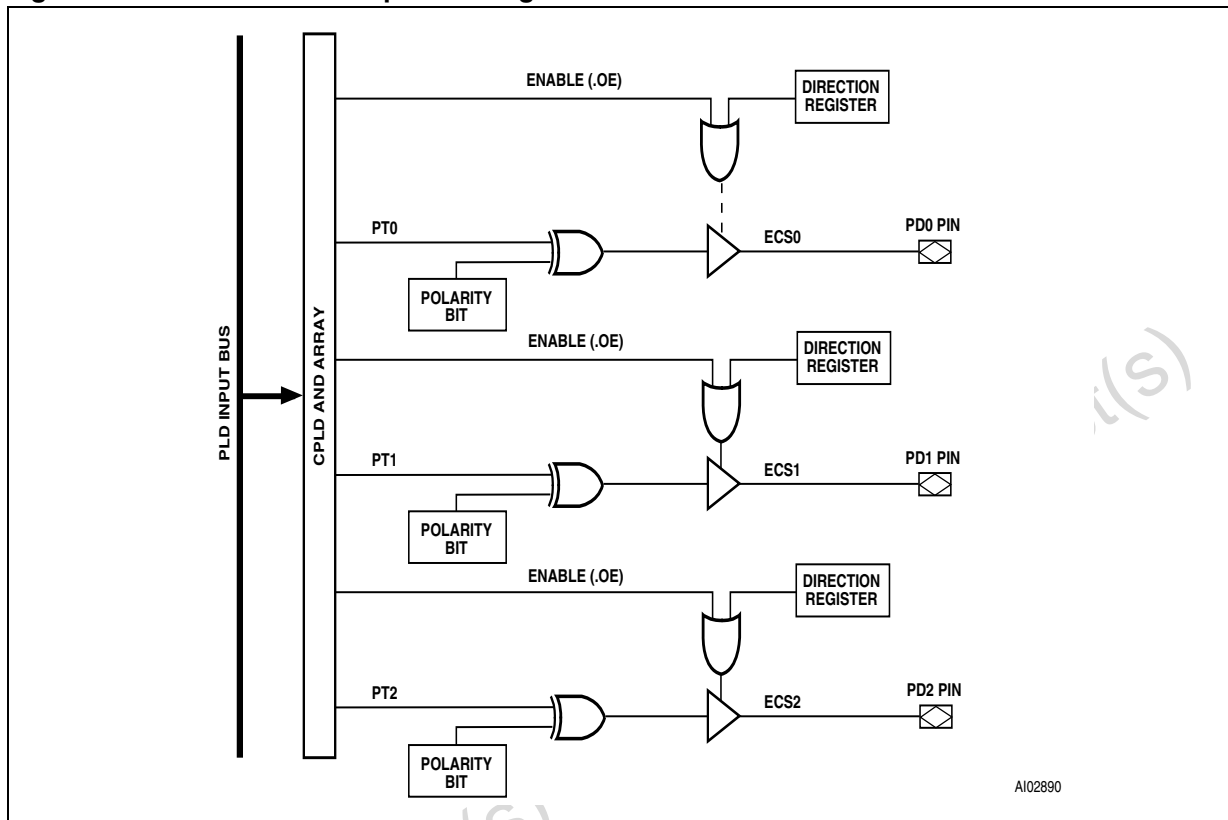 ENABLE (.OE)
DIRECTION
REGISTER
PT0
ECS0
PD0 PIN
POLARITY
BIT
ENABLE (.OE)
DIRECTION
REGISTER
PLD INPUT BUS
CPLD AND ARRAY
PT1
ECS1
PD1 PIN
POLARITY
BIT
ENABLE (.OE)
DIRECTION
REGISTER
PT2
ECS2
PD2 PIN
POLARITY
BIT
AI02890